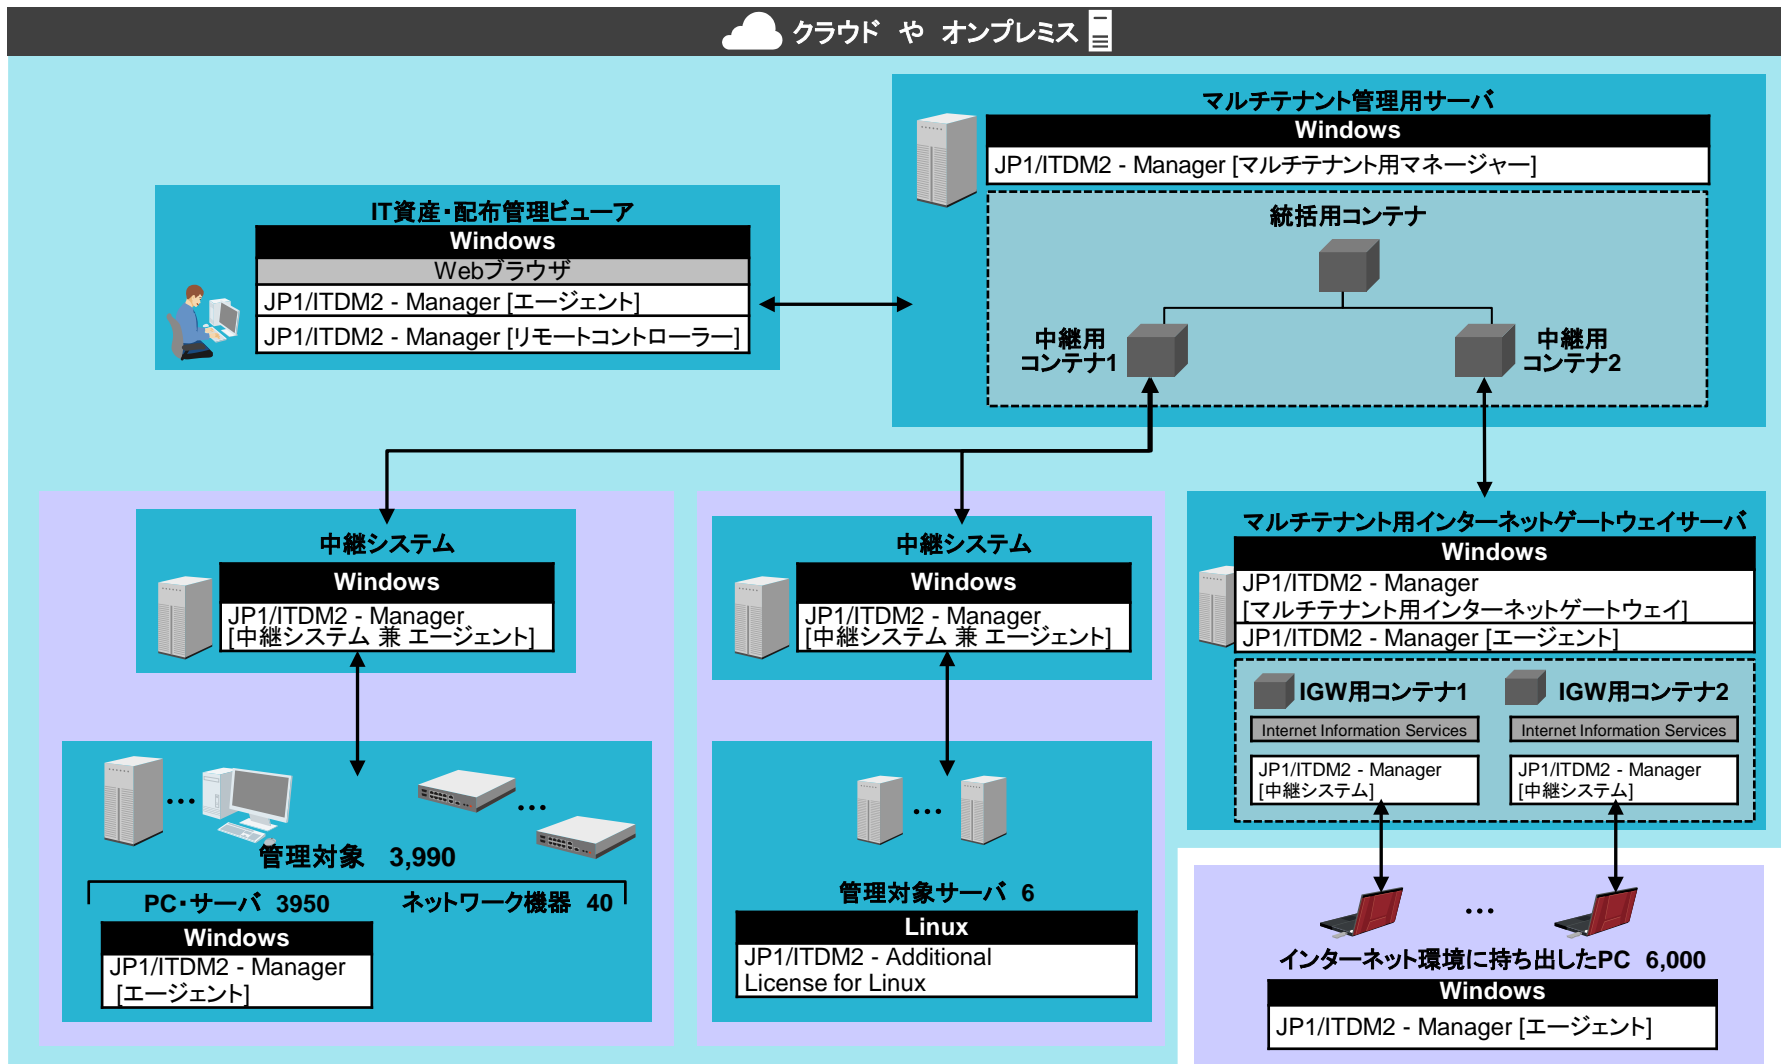 クラウド や オンプレミス
マルチテナント管理用サーバ
Windows
JP1/ITDM2 - Manager [マルチテナント用マネージャー]
統括用コンテナ
中継用
コンテナ1
中継用
コンテナ2
IT資産・配布管理ビューア
Windows
Webブラウザ
JP1/ITDM2 - Manager [エージェント]
JP1/ITDM2 - Manager [リモートコントローラー]
中継システム
Windows
JP1/ITDM2 - Manager
[中継システム 兼 エージェント]
… …
管理対象 3,990
PC・サーバ 3950
ネットワーク機器 40
Windows
JP1/ITDM2 - Manager
[エージェント]
中継システム
Windows
JP1/ITDM2 - Manager
[中継システム 兼 エージェント]
…
管理対象サーバ 6
Linux
JP1/ITDM2 - Additional
License for Linux
マルチテナント用インターネットゲートウェイサーバ
Windows
JP1/ITDM2 - Manager
[マルチテナント用インターネットゲートウェイ]
JP1/ITDM2 - Manager [エージェント]
IGW用コンテナ1
Internet Information Services
JP1/ITDM2 - Manager
[中継システム]
IGW用コンテナ2
Internet Information Services
JP1/ITDM2 - Manager
[中継システム]
…
インターネット環境に持ち出したPC 6,000
Windows
JP1/ITDM2 - Manager [エージェント]